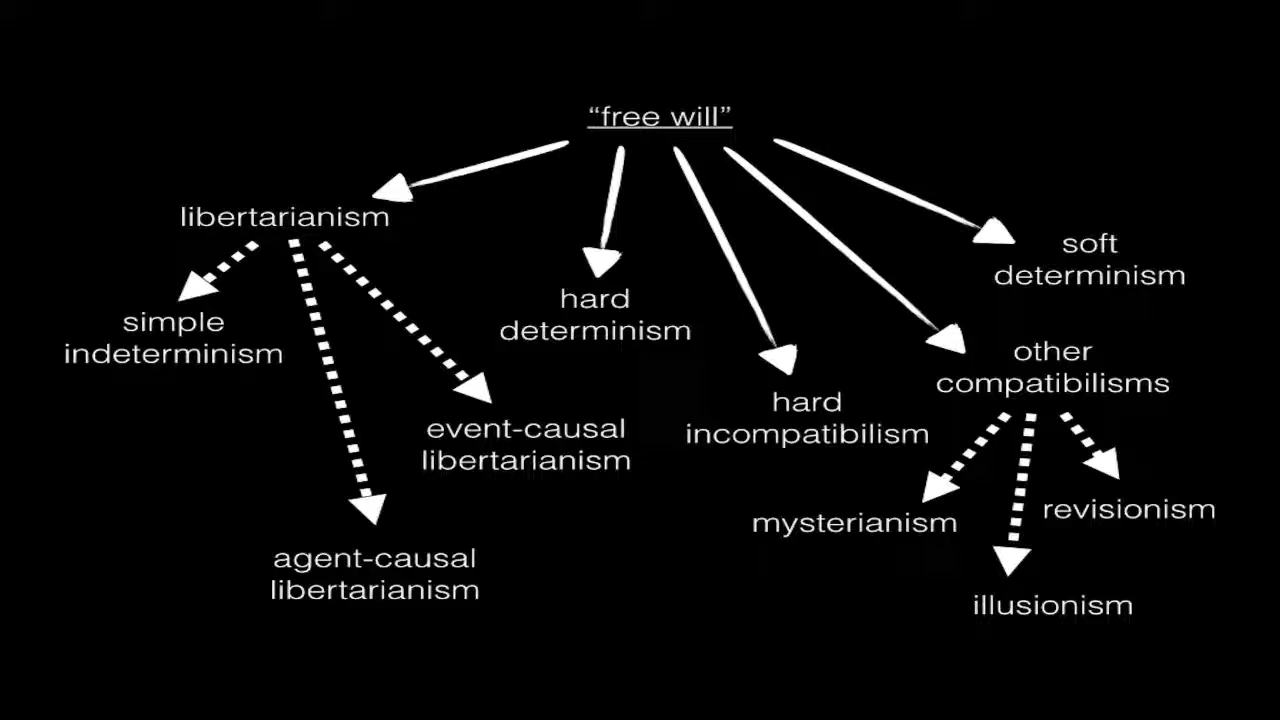 “free will”
libertarianism
soft
determinism
simple
indeterminism
hard
determinism
other
compatibilisms
hard
incompatibilism
event-causal
libertarianism
mysterianism
revisionism
agent-causal
libertarianism
illusionism